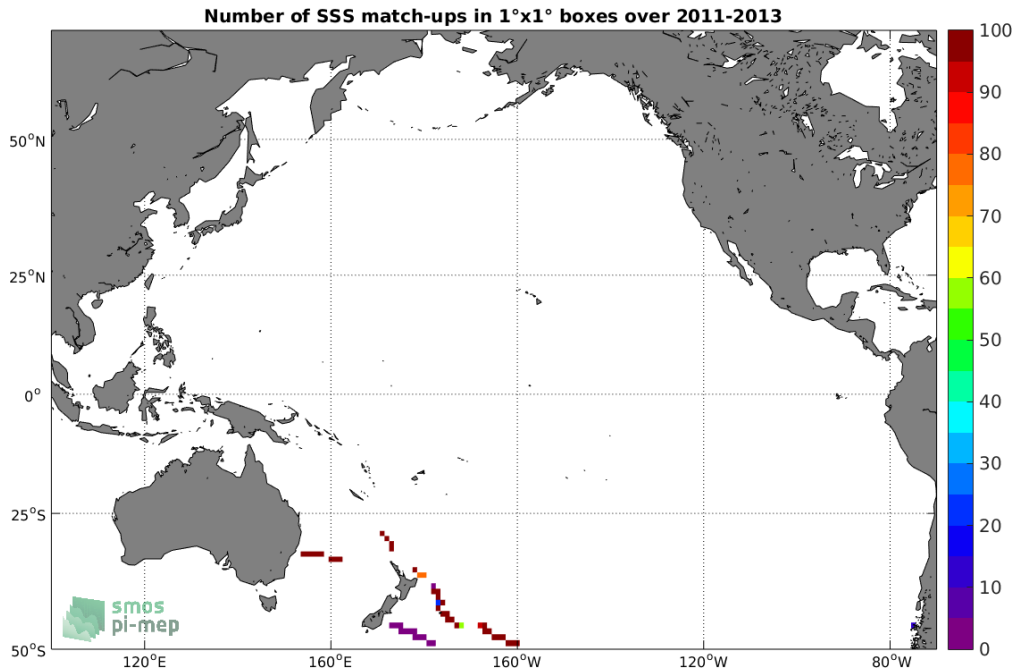 Number of SSS match-ups in 1°x1° boxes over 2011-2013
100
90
80
70
60
50
40
30
20
10
0
50°N
25°N
0°
25°S
50°S
120°E
160°E
160°W
120°W
80°W
smos
pi-mep